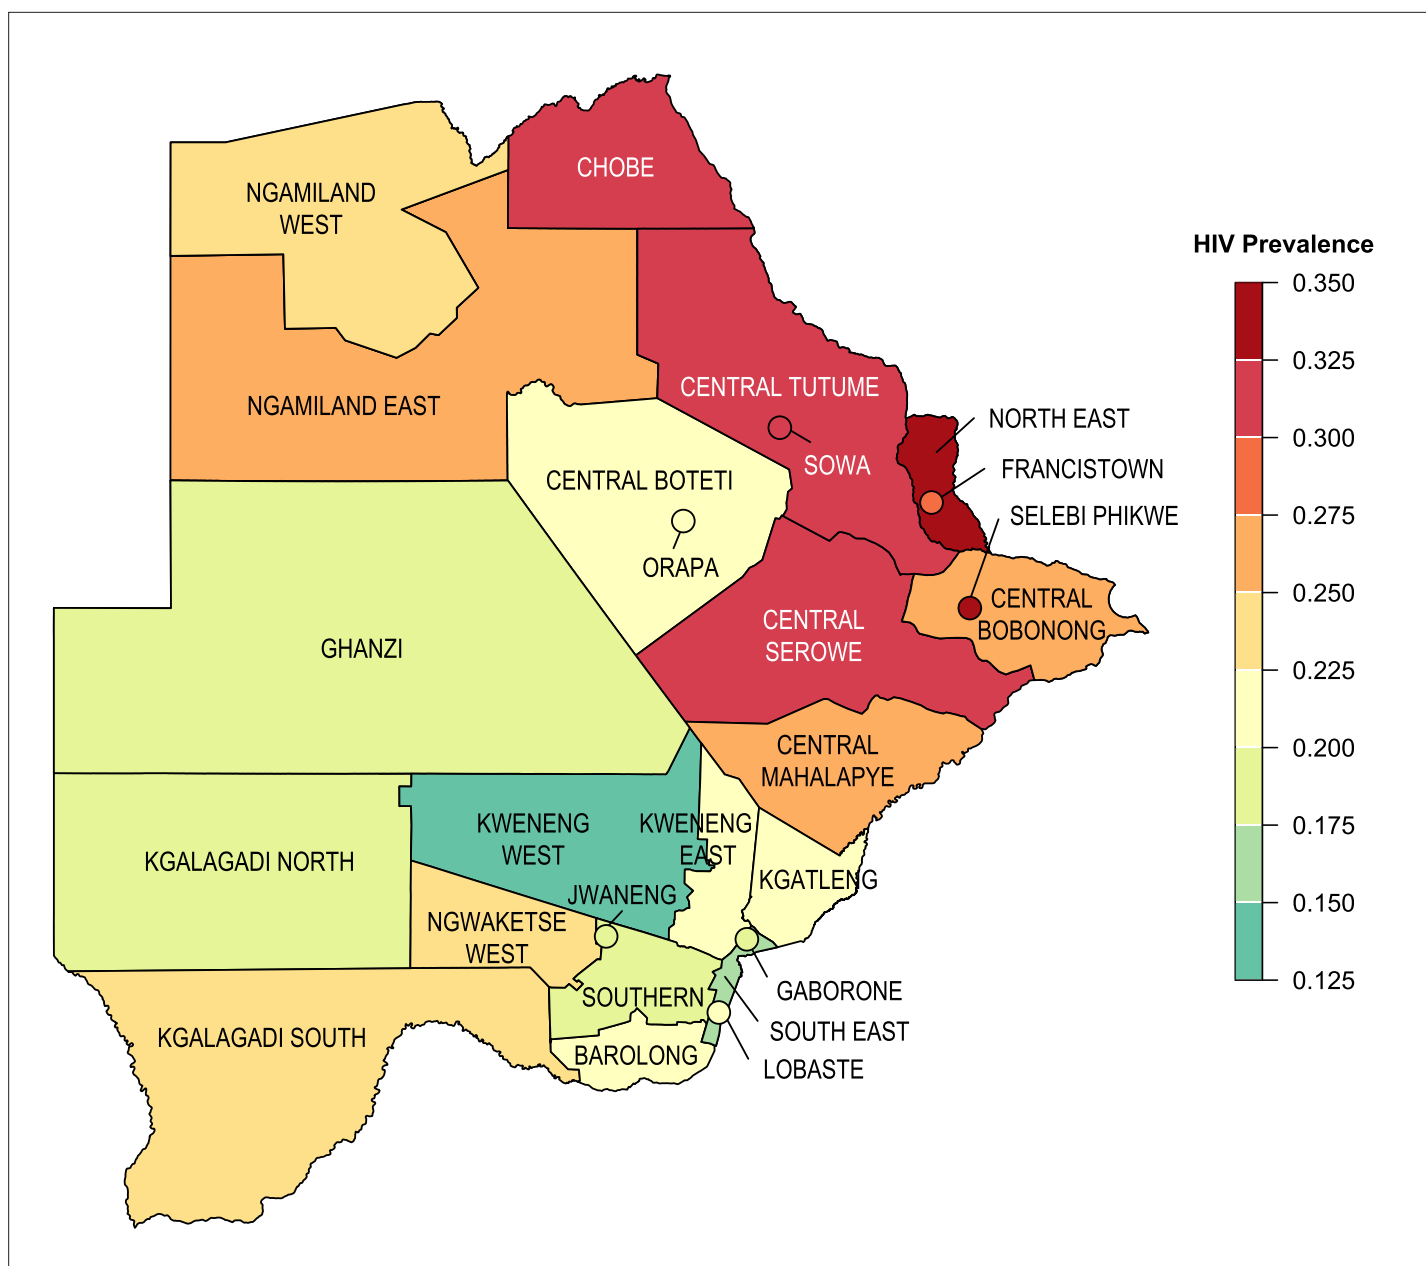 CHOBE
NGAMILAND
WEST
HIV Prevalence
0.350
0.325
0.300
0.275
0.250
0.225
0.200
0.175
0.150
0.125
NGAMILAND EAST
CENTRAL TUTUME
SOWA
NORTH EAST
FRANCISTOWN
SELEBI PHIKWE
CENTRAL BOTETI
ORAPA
CENTRAL
BOBONONG
CENTRAL
SEROWE
GHANZI
CENTRAL
MAHALAPYE
KWENENG
WEST
KWENENG
EAST
KGALAGADI NORTH
KGATLENG
JWANENG
NGWAKETSE
WEST
SOUTHERN
GABORONE
SOUTH EAST
LOBASTE
KGALAGADI SOUTH
BAROLONG